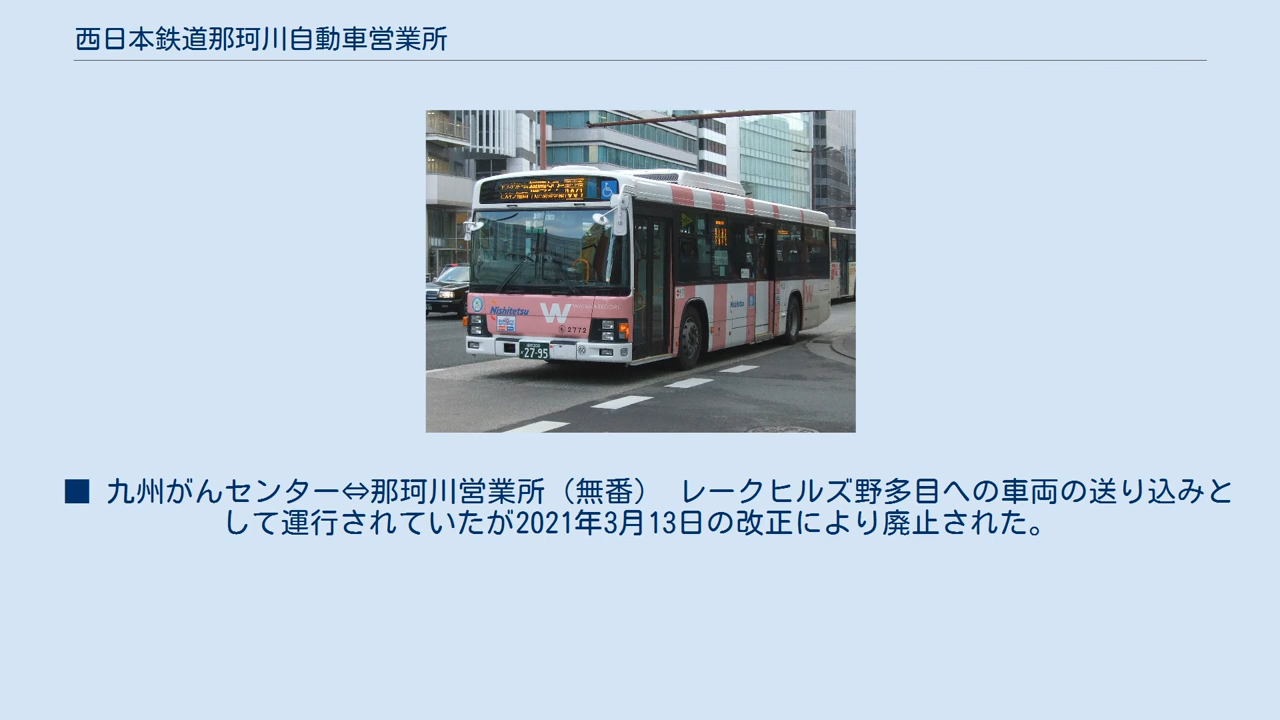 西日本鉄道那珂川自動車営業所
Nishitetsu
W
2772
27-95
■ 九州がんセンター⇔那珂川営業所（無番） レークヒルズ野多目への車両の送り込みと
して運行されていたが2021年3月13日の改正により廃止された。